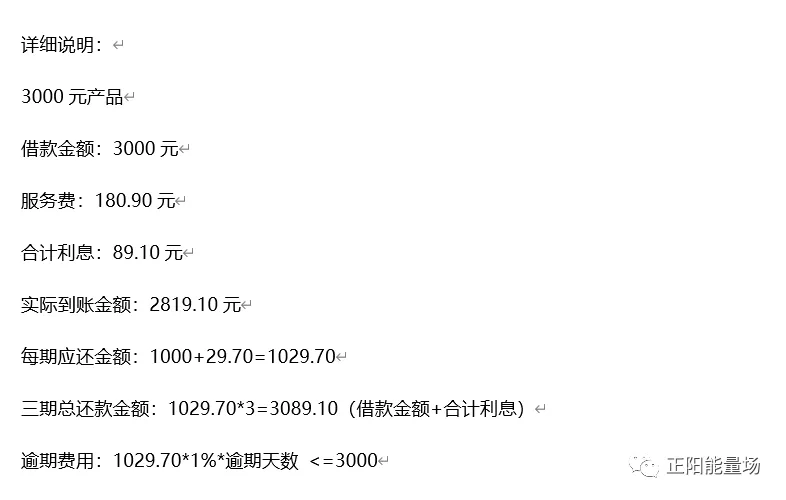 详细说明：
3000 元产品
借款金额：3000 元
服务费：180.90 元
合计利息：89.10 元
实际到账金额：2819.10 元
每期应还金额：1000+29.70=1029.70
三期总还款金额：1029.70*3=3089.10（借款金额+合计利息）
逾期费用：1029.70*1%*逾期天数 <=3000
正阳能量场